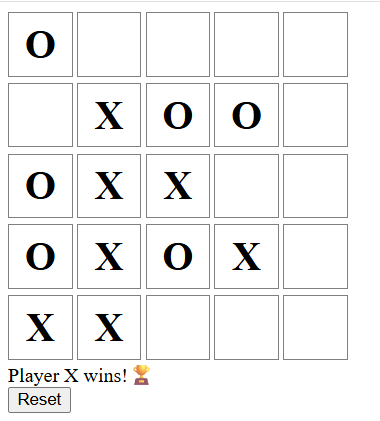 O
X O O
O X X
O X O X
X X
Player X wins! 🏆
Reset